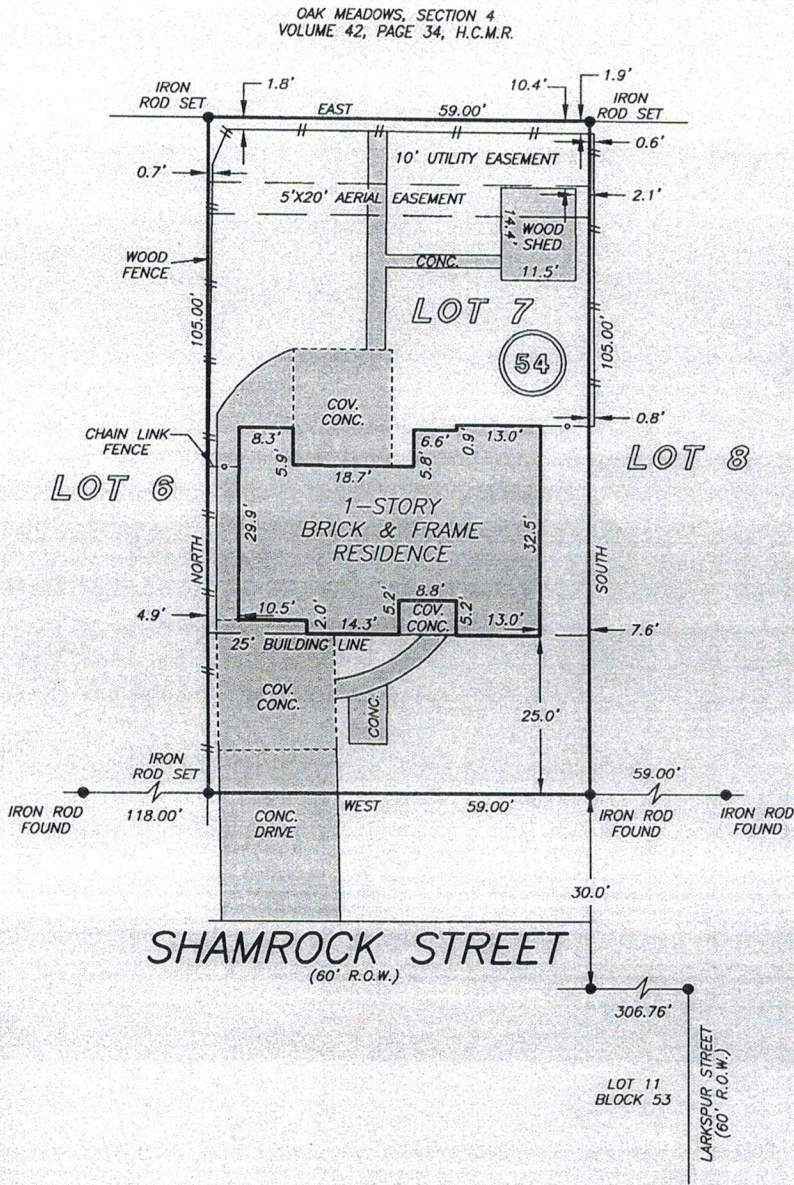 OAK MEADOWS, SECTION 4
VOLUME 42, PAGE 34, H.C.M.R.
IRON
ROD SET
1.8'
EAST
59.00'
10.4'
1.9'
IRON
ROD SET
0.6'
10' UTILITY EASEMENT
0.7'
5'X20' AERIAL EASEMENT
2.1'
14.4'
WOOD
SHED
11.5'
WOOD
FENCE
CONC.
105.00'
LOT 7
54
105.00'
COV.
CONC.
0.8'
CHAIN LINK
FENCE
8.3'
5.9'
18.7'
6.6'
5.8'
0.9'
13.0'
LOT 6
LOT 8
1-STORY
BRICK & FRAME
RESIDENCE
29.9'
32.5'
NORTH
SOUTH
4.9'
10.5'
2.0'
14.3'
5.2'
8.8'
COV.
CONC.
5.2'
13.0'
7.6'
25' BUILDING LINE
COV.
CONC.
CONC.
25.0'
IRON
ROD SET
59.00'
IRON ROD
FOUND
118.00'
WEST
59.00'
IRON ROD
FOUND
IRON ROD
FOUND
CONC.
DRIVE
30.0'
SHAMROCK STREET
(60' R.O.W.)
306.76'
LOT 11
BLOCK 53
LARKSPUR STREET
(60' R.O.W.)